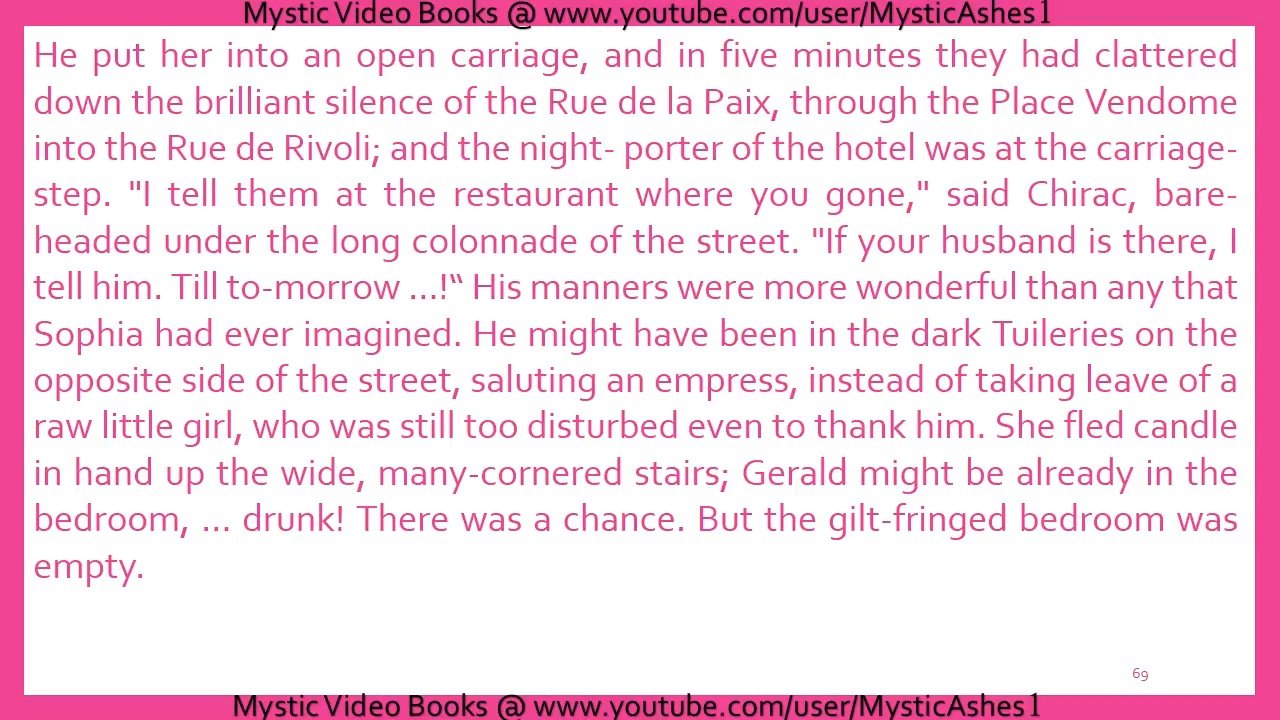 Mystic Video Books @ www.youtube.com/user/MysticAshes1
He put her into an open carriage, and in five minutes they had clattered
down the brilliant silence of the Rue de la Paix, through the Place Vendome
into the Rue de Rivoli; and the night- porter of the hotel was at the carriage-
step. "I tell them at the restaurant where you gone," said Chirac, bare-
headed under the long colonnade of the street. "If your husband is there, I
tell him. Till to-morrow ...!“ His manners were more wonderful than any that
Sophia had ever imagined. He might have been in the dark Tuileries on the
opposite side of the street, saluting an empress, instead of taking leave of a
raw little girl, who was still too disturbed even to thank him. She fled candle
in hand up the wide, many-cornered stairs; Gerald might be already in the
bedroom, ... drunk! There was a chance. But the gilt-fringed bedroom was
empty.
69
Mystic Video Books @ www.youtube.com/user/MysticAshes1